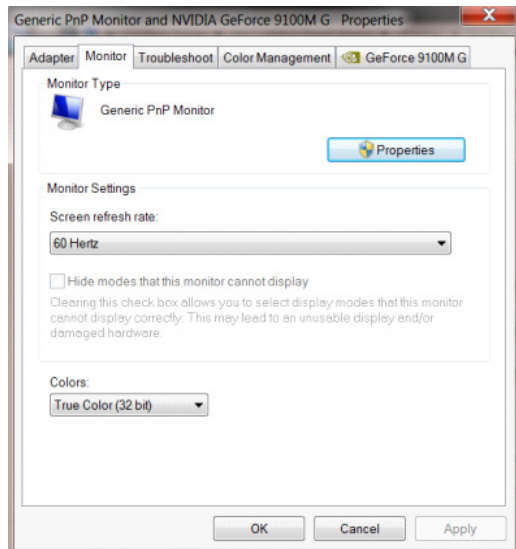 Generic PnP Monitor and NVIDIA GeForce 9100M G Properties
X
Adapter Monitor Troubleshoot Color Management GeForce 9100M G
Monitor Type
Generic PnP Monitor
Properties
Monitor Settings
Screen refresh rate:
60 Hertz
Hide modes that this monitor cannot display
Clearing this check box allows you to select display modes that this monitor
cannot display correctly. This may lead to an unusable display and/or
damaged hardware.
Colors:
True Color (32 bit)
OK Cancel Apply